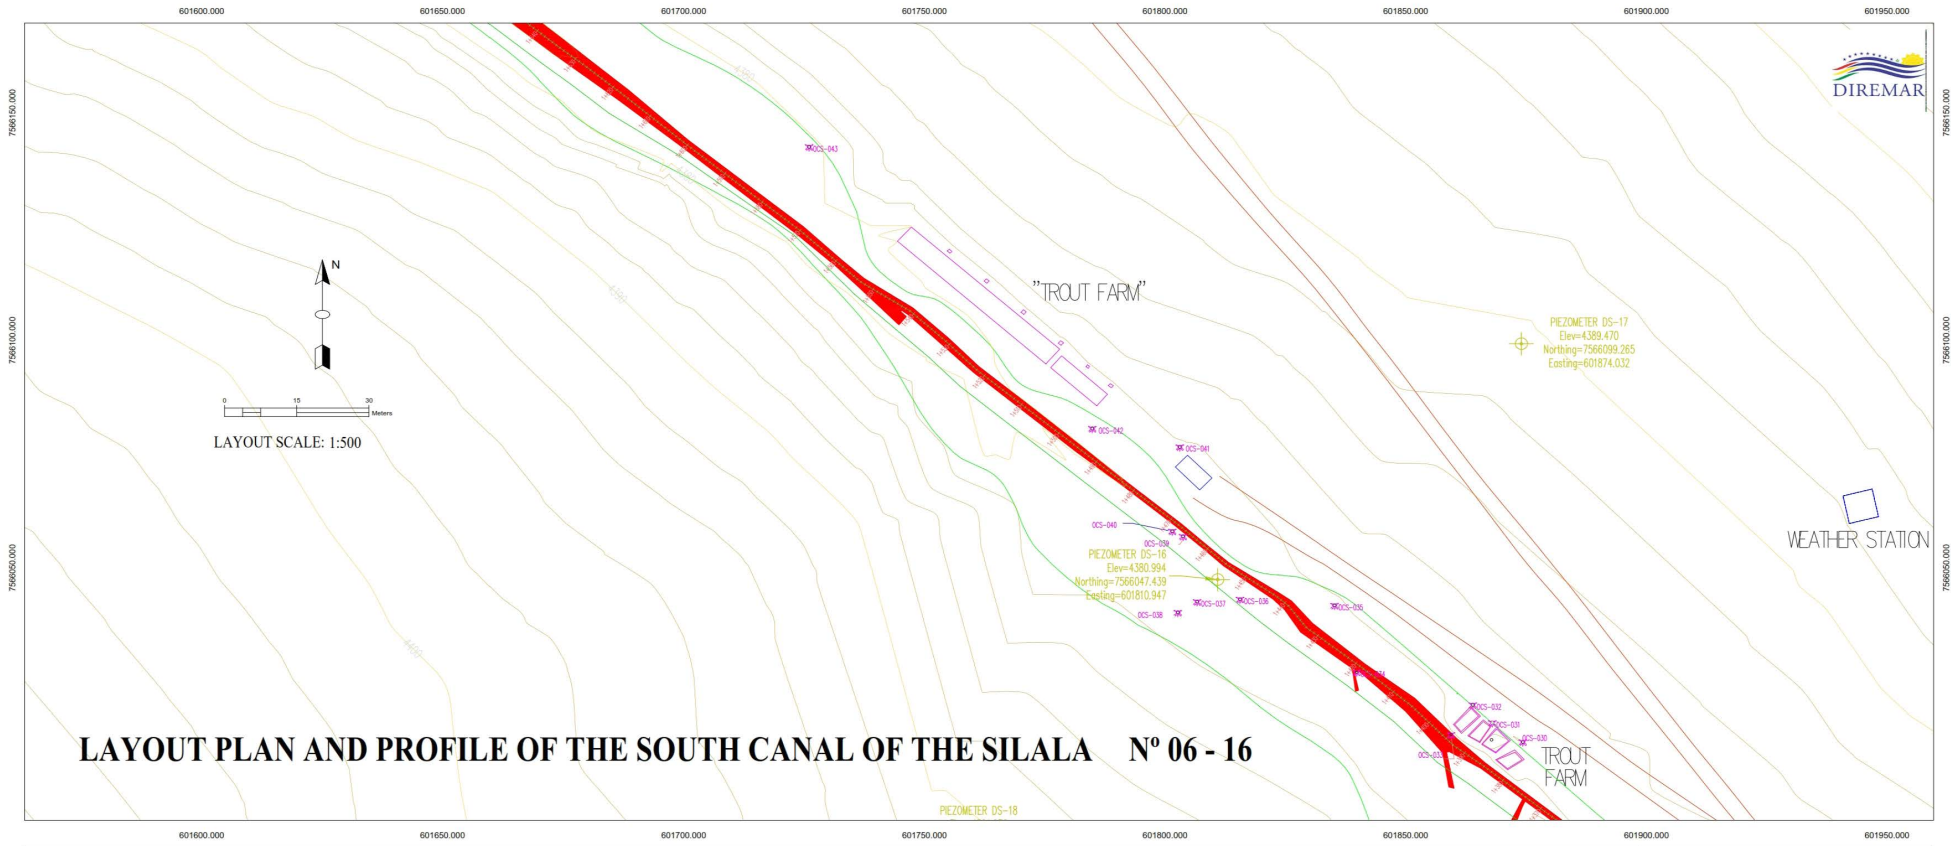 601600.000 601650.000 601700.000 601750.000 601800.000 601850.000 601900.000 601950.000
7566150.000 7566150.000
DIREMAR
OCS-043
N
"TROUT FARM"
PIEZOMETER DS-17
Elev=4389.470
Northing=7566099.265
Easting=601874.032
7566100.000 7566100.000
0 15 30
Meters
LAYOUT SCALE: 1:500
OCS-042
OCS-041
OCS-040
OCS-039
WEATHER STATION
PIEZOMETER DS-16
Elev=4380.994
Northing=7566047.439
Easting=601810.947
7566050.000 7566050.000
OCS-038
OCS-037
OCS-036
OCS-035
OCS-032
OCS-031
OCS-030
TROUT
FARM
LAYOUT PLAN AND PROFILE OF THE SOUTH CANAL OF THE SILALA Nº 06 - 16
PIEZOMETER DS-18
601600.000 601650.000 601700.000 601750.000 601800.000 601850.000 601900.000 601950.000